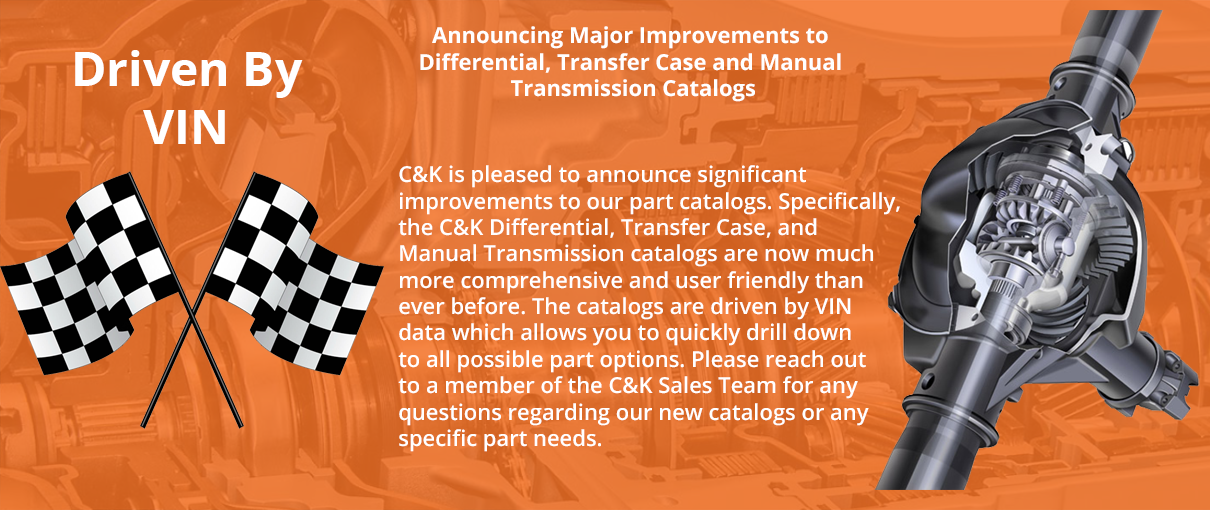 Driven By
VIN
Announcing Major Improvements to
Differential, Transfer Case and Manual
Transmission Catalogs
C&K is pleased to announce significant
improvements to our part catalogs. Specifically,
the C&K Differential, Transfer Case, and
Manual Transmission catalogs are now much
more comprehensive and user friendly than
ever before. The catalogs are driven by VIN
data which allows you to quickly drill down
to all possible part options. Please reach out
to a member of the C&K Sales Team for any
questions regarding our new catalogs or any
specific part needs.